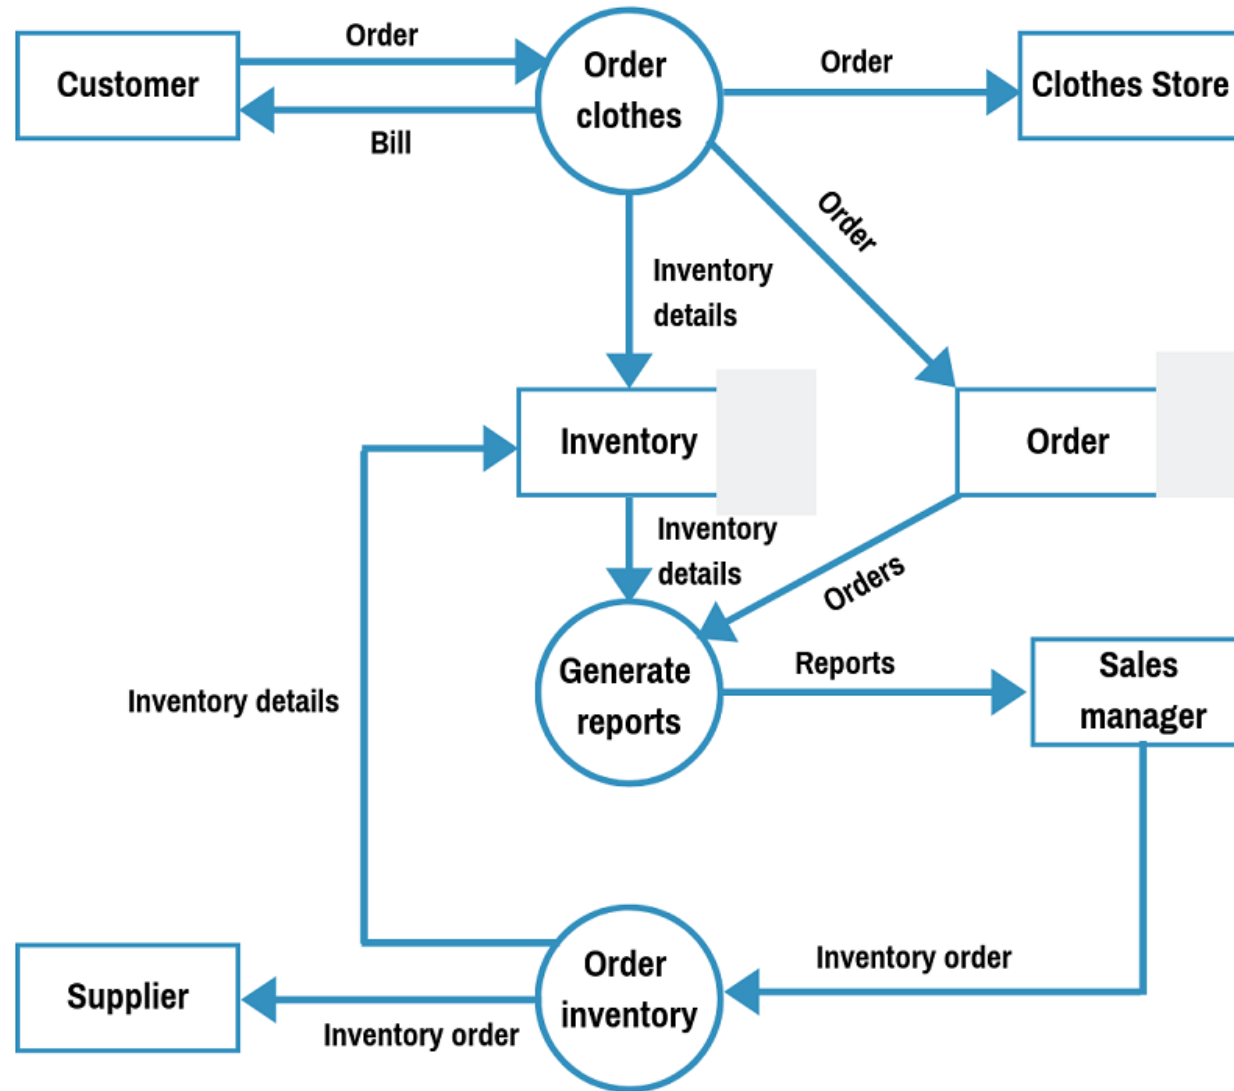 Order
Customer
Bill
Order
clothes
Order
Clothes Store
Order
Inventory
details
Inventory
Order
Inventory
details
Orders
Generate
reports
Reports
Sales
manager
Inventory details
Order
inventory
Inventory order
Supplier
Inventory order